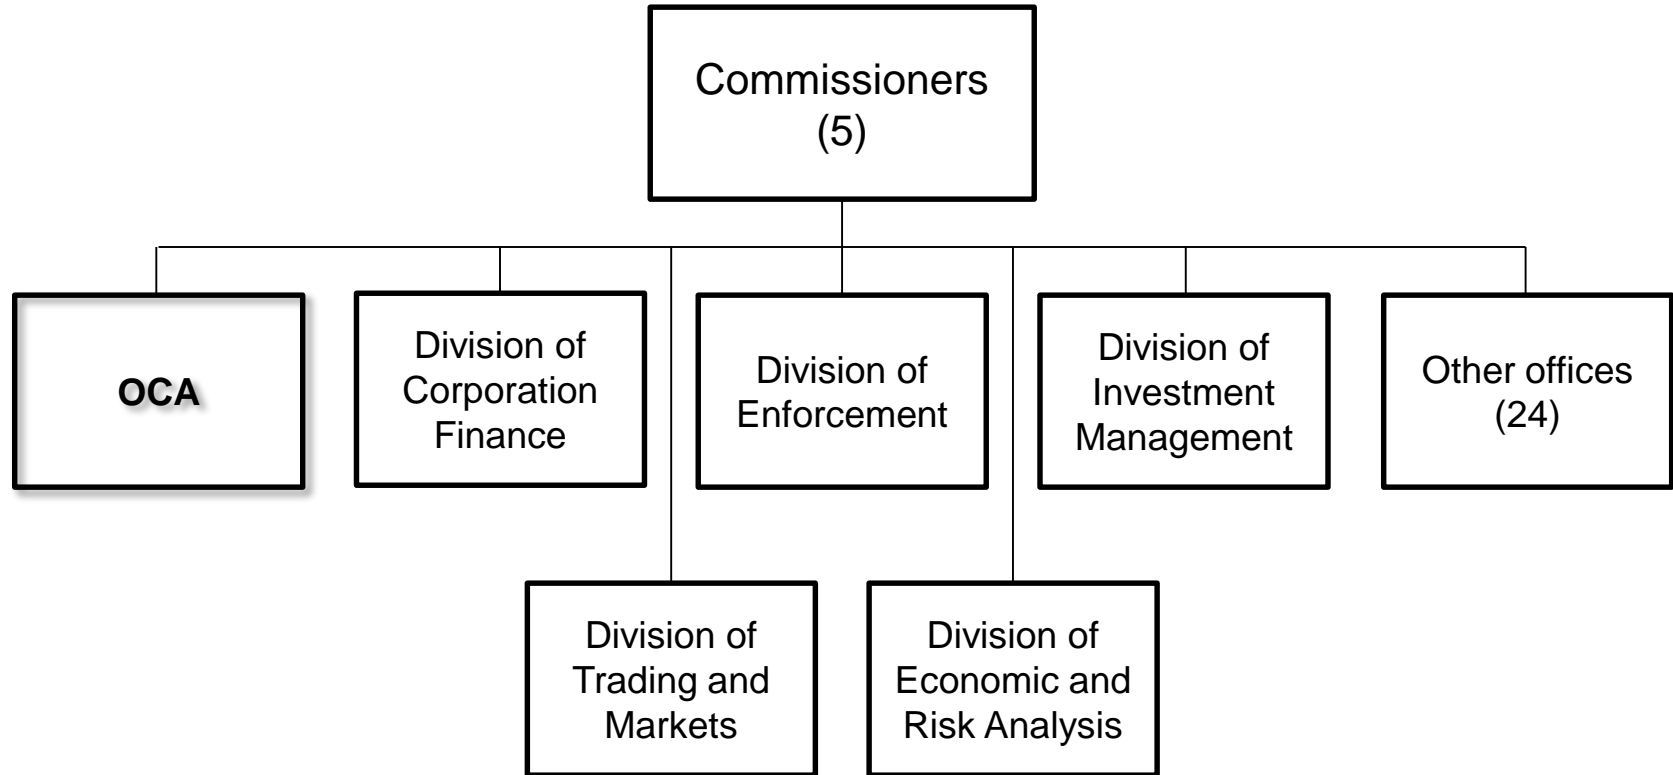 Commissioners
(5)
OCA
Division of
Corporation
Finance
Division of
Enforcement
Division of
Investment
Management
Other offices
(24)
Division of
Trading and
Markets
Division of
Economic and
Risk Analysis